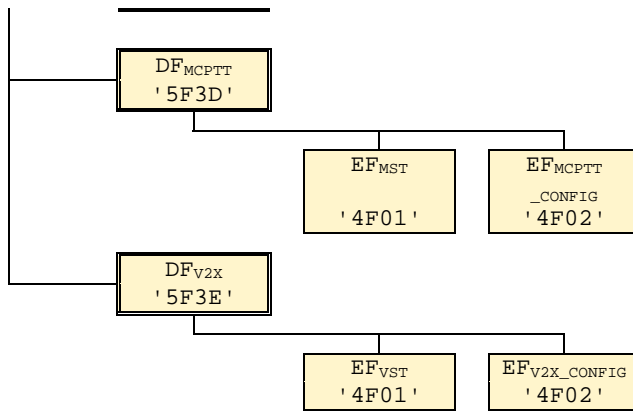 DFMCPTT
'5F3D'
EFMST
'4F01'
EFMCPTT
_CONFIG
'4F02'
DFV2X
'5F3E'
EFVST
'4F01'
EFV2X_CONFIG
'4F02'